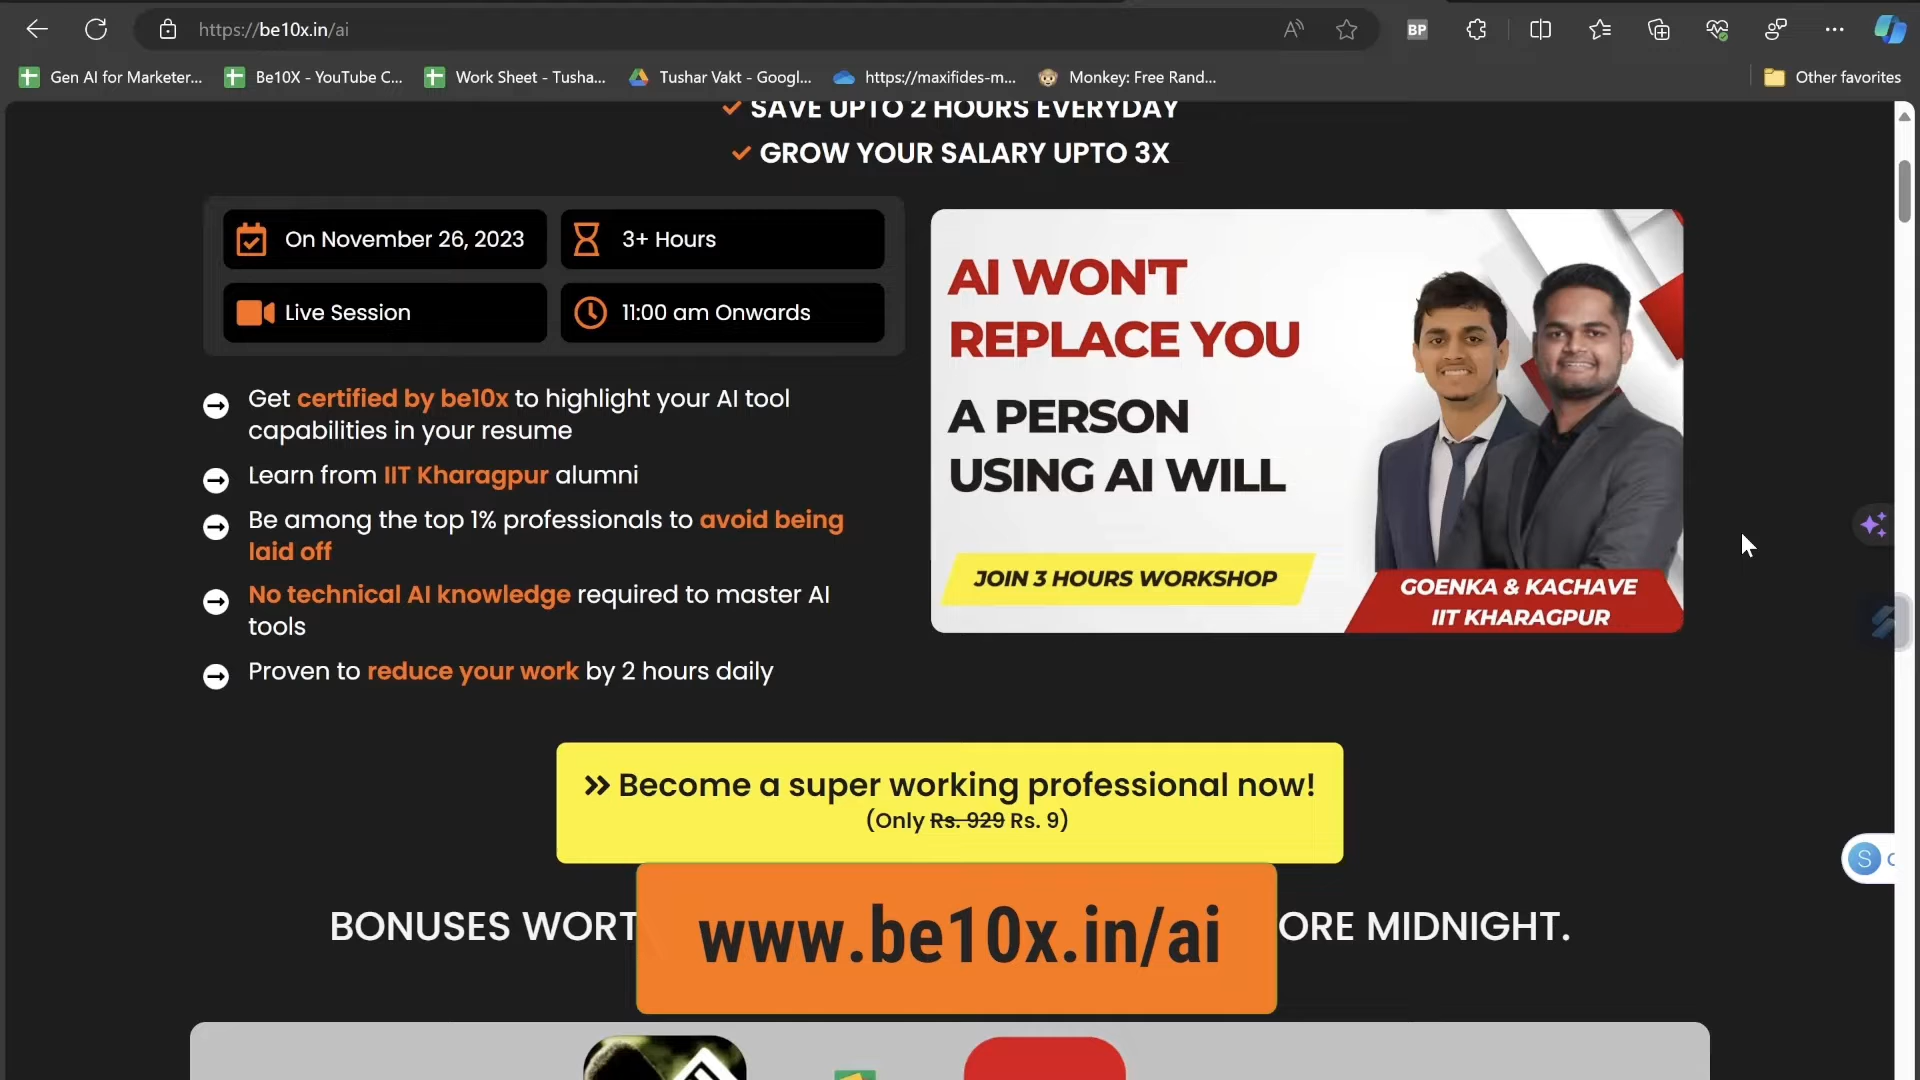 https://be10x.in/ai
BP
Gen AI for Marketer...
Be10X - YouTube C...
Work Sheet - Tusha...
Tushar Vakt - Googl...
https://maxifides-m...
Monkey: Free Rand...
Other favorites
SAVE UPTO 2 HOURS EVERYDAY
GROW YOUR SALARY UPTO 3X
On November 26, 2023
3+ Hours
Live Session
11:00 am Onwards
Get certified by be10x to highlight your AI tool
capabilities in your resume
Learn from IIT Kharagpur alumni
Be among the top 1% professionals to avoid being
laid off
No technical AI knowledge required to master AI
tools
Proven to reduce your work by 2 hours daily
AI WON'T
REPLACE YOU
A PERSON
USING AI WILL
JOIN 3 HOURS WORKSHOP
GOENKA & KACHAVE
IIT KHARAGPUR
» Become a super working professional now!
(Only Rs. 929 Rs. 9)
BONUSES WORT
www.be10x.in/ai
ORE MIDNIGHT.
S